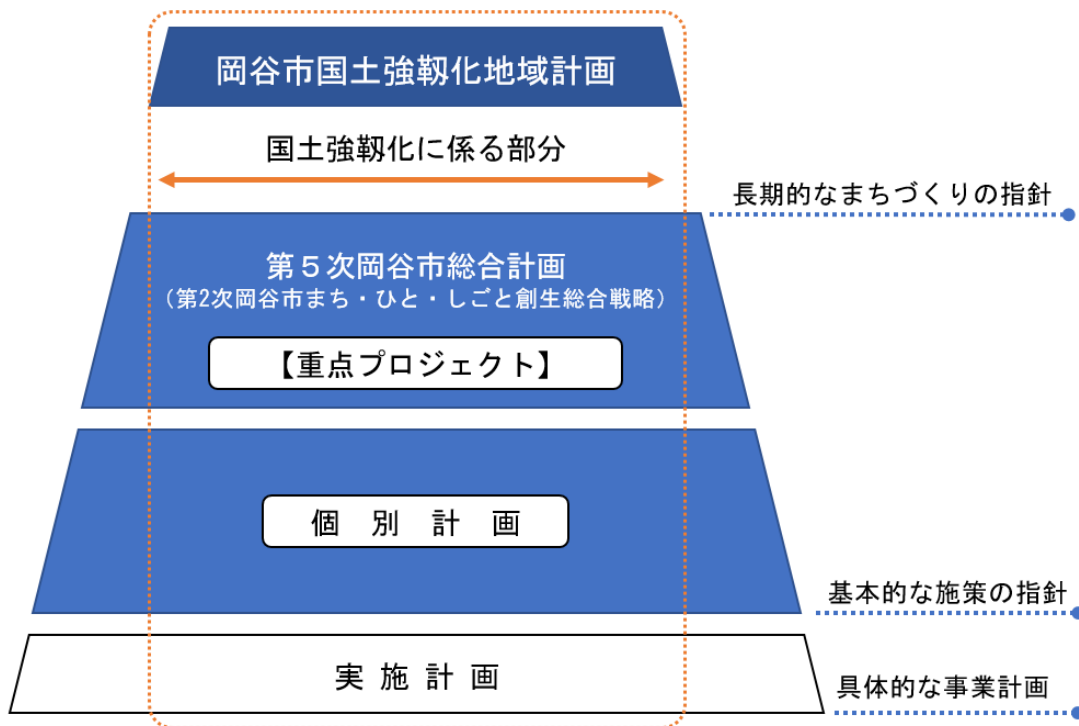 岡谷市国土強靱化地域計画
国土強靱化に係る部分
長期的なまちづくりの指針
第５次岡谷市総合計画
（第2次岡谷市まち・ひと・しごと創生総合戦略）
【重点プロジェクト】
個 別 計 画
基本的な施策の指針
実 施 計 画
具体的な事業計画